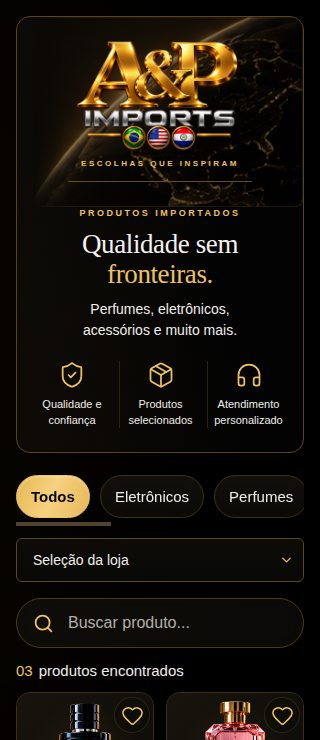 A&P
IMPORTS
ESCOLHAS QUE INSPIRAM
PRODUTOS IMPORTADOS
Qualidade sem
fronteiras.
Perfumes, eletrônicos,
acessórios e muito mais.
Qualidade e
confiança
Produtos
selecionados
Atendimento
personalizado
Todos
Eletrônicos
Perfumes
Seleção da loja
Buscar produto...
03 produtos encontrados